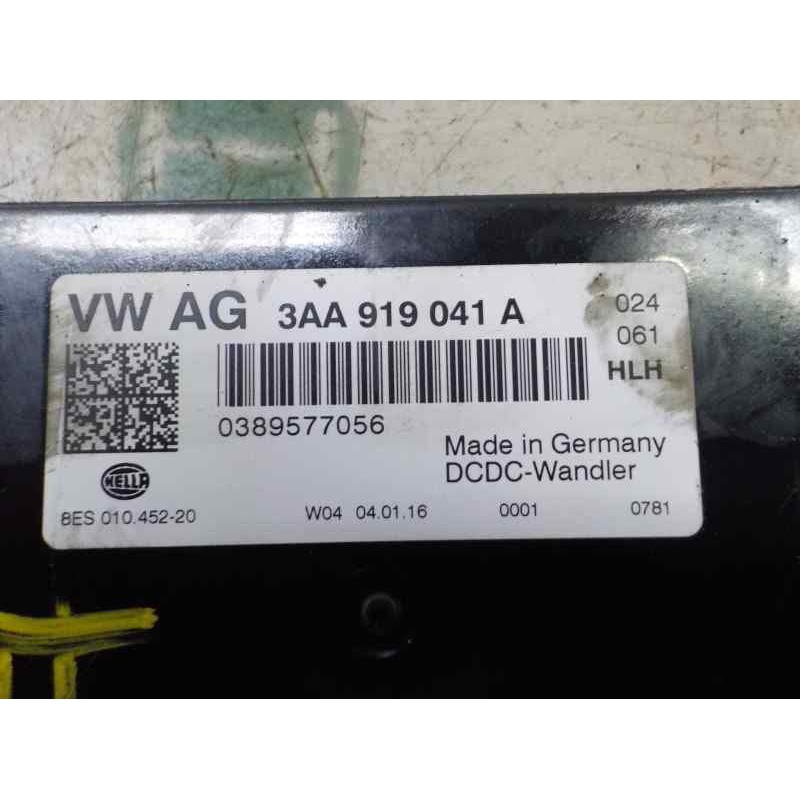 VW AG 3AA 919 041 A 024
061
HLH
0389577056
Made in Germany
DCDC-Wandler
HELLA
8ES 010.452-20 W04 04.01.16 0001 0781